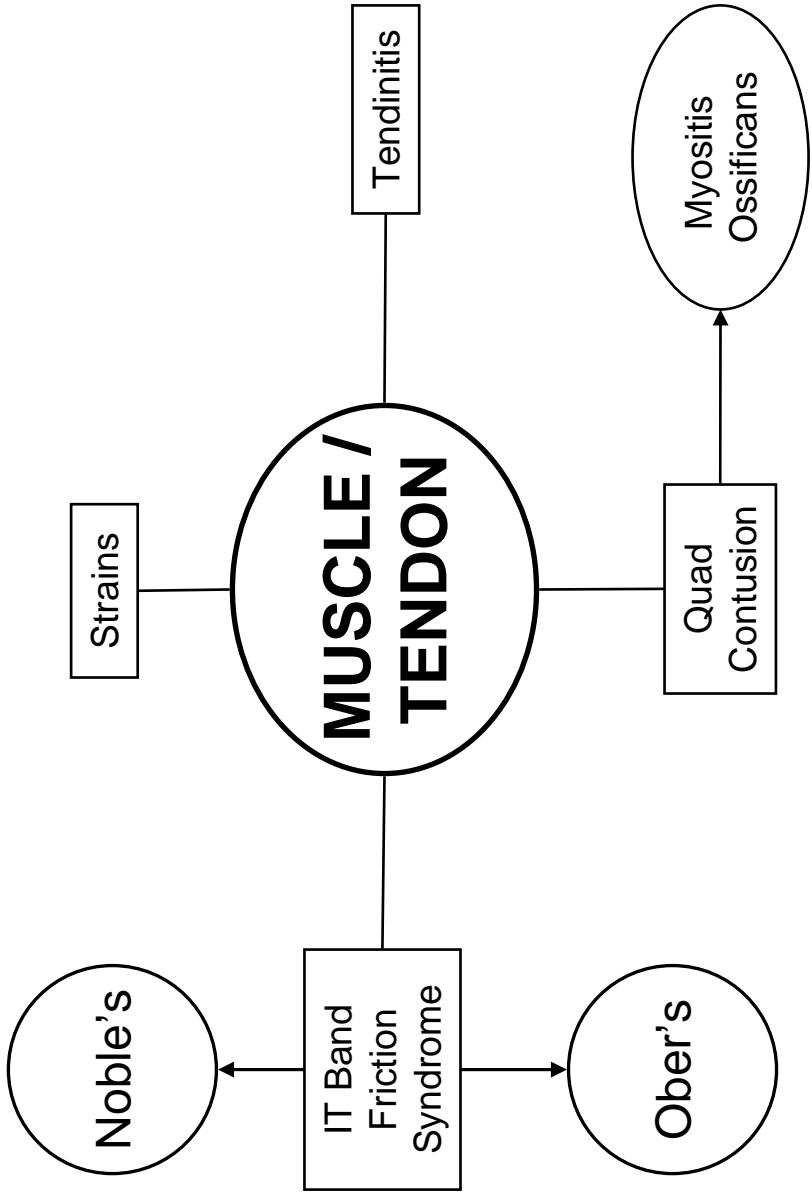 Noble's
IT Band
Friction
Syndrome
Ober's
Strains
MUSCLE /
TENDON
Quad
Contusion
Tendinitis
Myositis
Ossificans